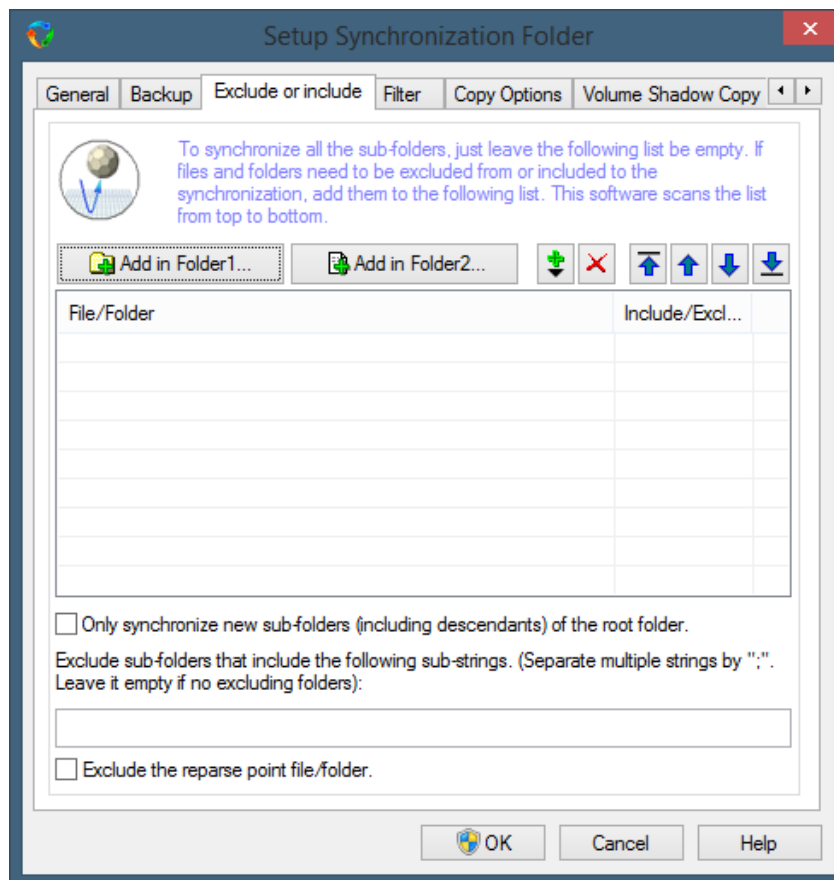 Setup Synchronization Folder
General
Backup
Exclude or include
Filter
Copy Options
Volume Shadow Copy
To synchronize all the sub-folders, just leave the following list be empty. If
files and folders need to be excluded from or included to the
synchronization, add them to the following list. This software scans the list
from top to bottom.
Add in Folder1...
Add in Folder2...
File/Folder
Include/Excl...
Only synchronize new sub-folders (including descendants) of the root folder.
Exclude sub-folders that include the following sub-strings. (Separate multiple strings by ";".
Leave it empty if no excluding folders):
Exclude the reparse point file/folder.
OK
Cancel
Help